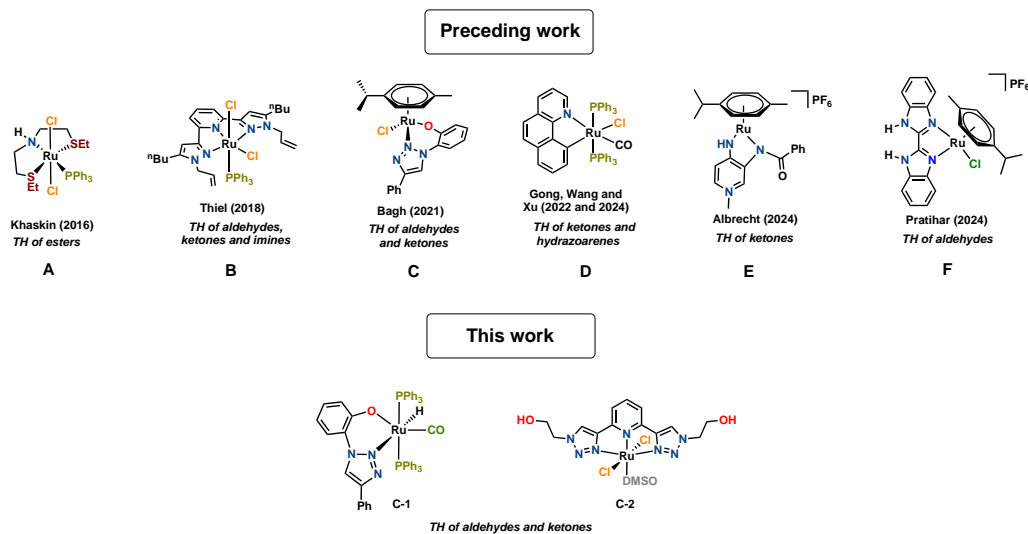 Preceding work
H
N
Cl
SEt
Ru
S
Et
PPh3
Cl
Khaskin (2016)
TH of esters
A
nBu
Cl
N
N
N
Ru
N
N
Cl
nBu
PPh3
Thiel (2018)
TH of aldehydes,
ketones and imines
B
Ru
Cl
O
N
N
N
Ph
Bagh (2021)
TH of aldehydes
and ketones
C
N
PPh3
Cl
Ru
CO
PPh3
Gong, Wang and
Xu (2022 and 2024)
TH of ketones and
hydrazoarenes
D
PF6
Ru
HN
N
Ph
O
N
Albrecht (2024)
TH of ketones
E
PF6
H
N
N
Ru
N
H
N
Cl
Pratihar (2024)
TH of aldehydes
F
This work
PPh3
H
O
Ru
CO
N
N
N
PPh3
Ph
C-1
HO
OH
N
N
N
N
N
N
N
Cl
Ru
Cl
DMSO
C-2
TH of aldehydes and ketones